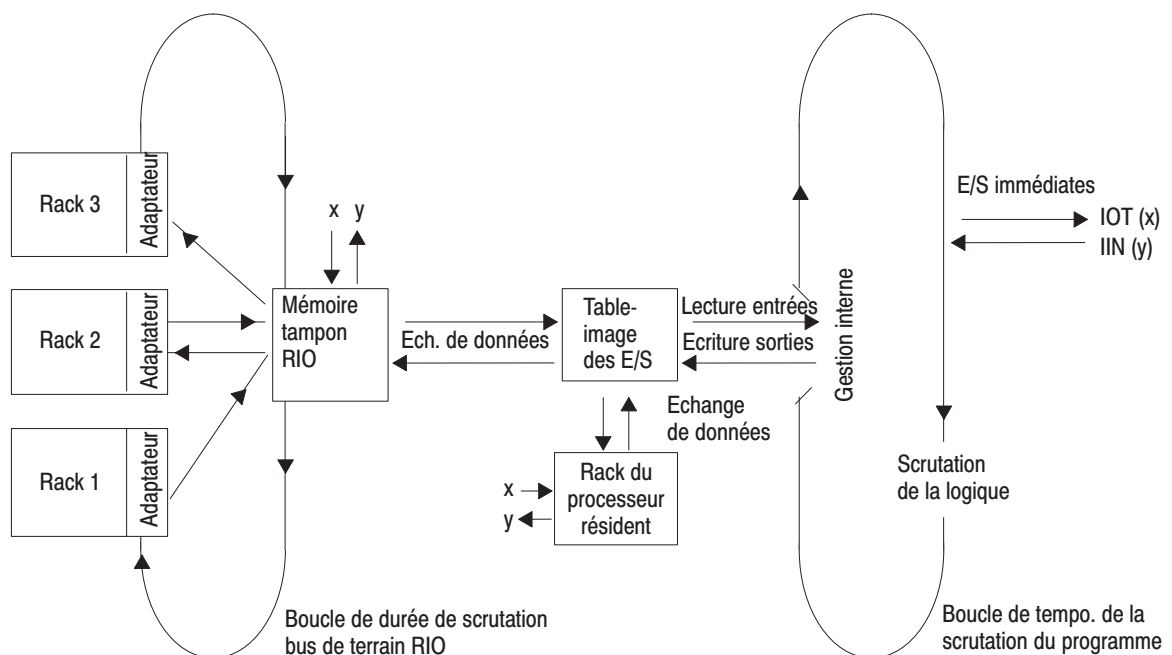 Rack 3
Adaptateur
Rack 2
Adaptateur
Rack 1
Adaptateur
x y
Mémoire
tampon
RIO
Ech. de données
Table-
image
des E/S
Lecture entrées
Ecriture sorties
Gestion interne
Echange
de données
x
y
Rack du
processeur
résident
E/S immédiates
IOT (x)
IIN (y)
Scrutation
de la logique
Boucle de durée de scrutation
bus de terrain RIO
Boucle de tempo. de la
scrutation du programme